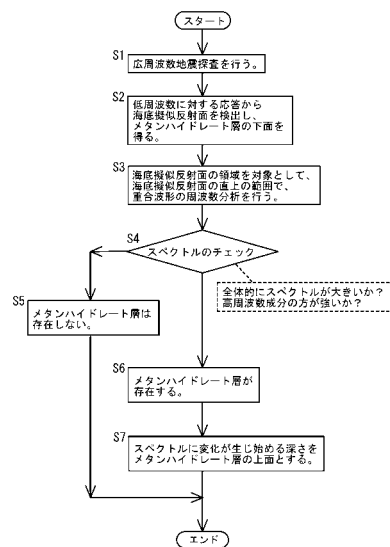 スタート
S1
広周波数地震探査を行う。
S2
低周波数に対する応答から
海底擬似反射面を検出し、
メタンハイドレート層の下面を
得る。
S3
海底擬似反射面の領域を対象として、
海底擬似反射面の直上の範囲で、
重合波形の周波数分析を行う。
S4
スペクトルのチェック
全体的にスペクトルが大きいか?
高周波数成分の方が強いか?
S5
メタンハイドレート層は
存在しない。
S6
メタンハイドレート層が
存在する。
S7
スペクトルに変化が生じ始める深さを
メタンハイドレート層の上面とする。
エンド